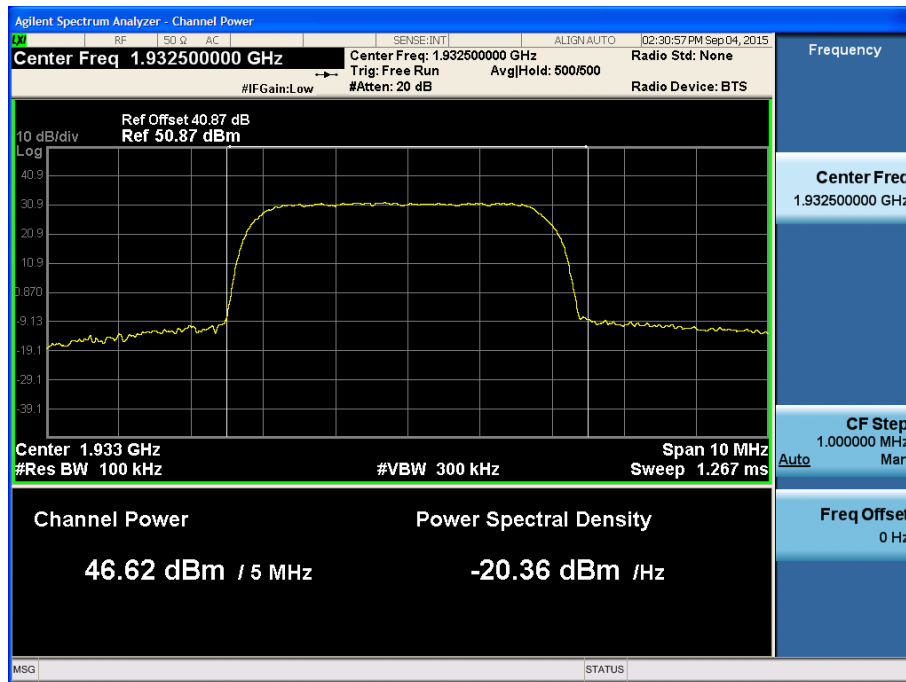 Agilent Spectrum Analyzer - Channel Power
LXI RF 50 Ω AC SENSE:INT ALIGN AUTO 02:30:57 PM Sep 04, 2015
Center Freq 1.932500000 GHz
Center Freq: 1.932500000 GHz Radio Std: None
Trig: Free Run Avg|Hold: 500/500
#IFGain:Low #Atten: 20 dB Radio Device: BTS
Ref Offset 40.87 dB
10 dB/div Ref 50.87 dBm
Log
40.9
30.9
20.9
10.9
0.870
-9.13
-19.1
-29.1
-39.1
Center 1.933 GHz Span 10 MHz
#Res BW 100 kHz #VBW 300 kHz Sweep 1.267 ms
Channel Power Power Spectral Density
46.62 dBm / 5 MHz -20.36 dBm /Hz
MSG STATUS
Frequency
Center Freq
1.932500000 GHz
CF Step
1.000000 MHz
Auto Man
Freq Offset
0 Hz